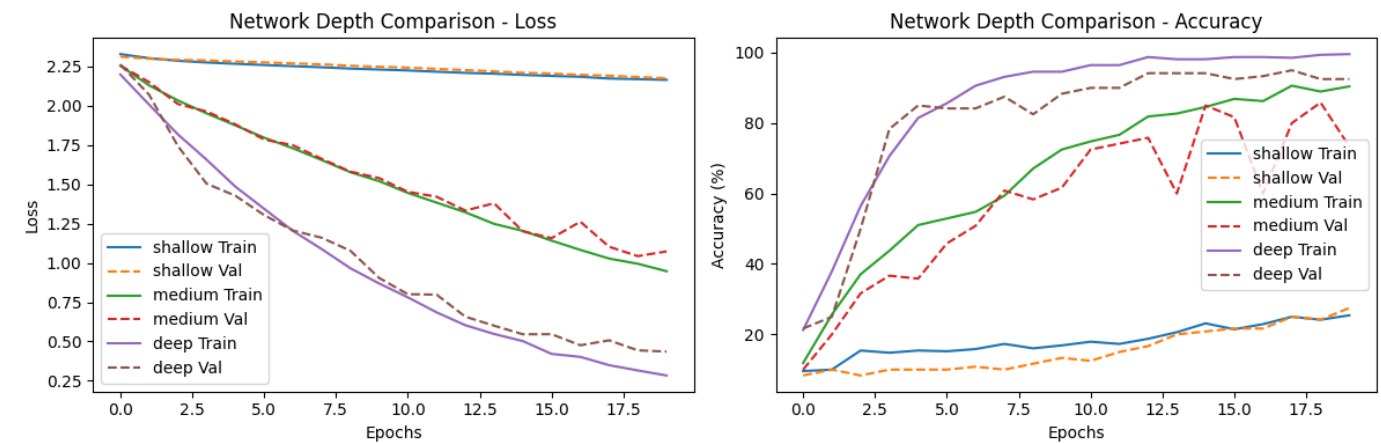 Network Depth Comparison - Loss
2.25
2.00
1.75
1.50
1.25
1.00
0.75
0.50
0.25
Loss
shallow Train
shallow Val
medium Train
medium Val
deep Train
deep Val
0.0 2.5 5.0 7.5 10.0 12.5 15.0 17.5
Epochs
Network Depth Comparison - Accuracy
100
80
60
40
20
Accuracy (%)
shallow Train
shallow Val
medium Train
medium Val
deep Train
deep Val
0.0 2.5 5.0 7.5 10.0 12.5 15.0 17.5
Epochs